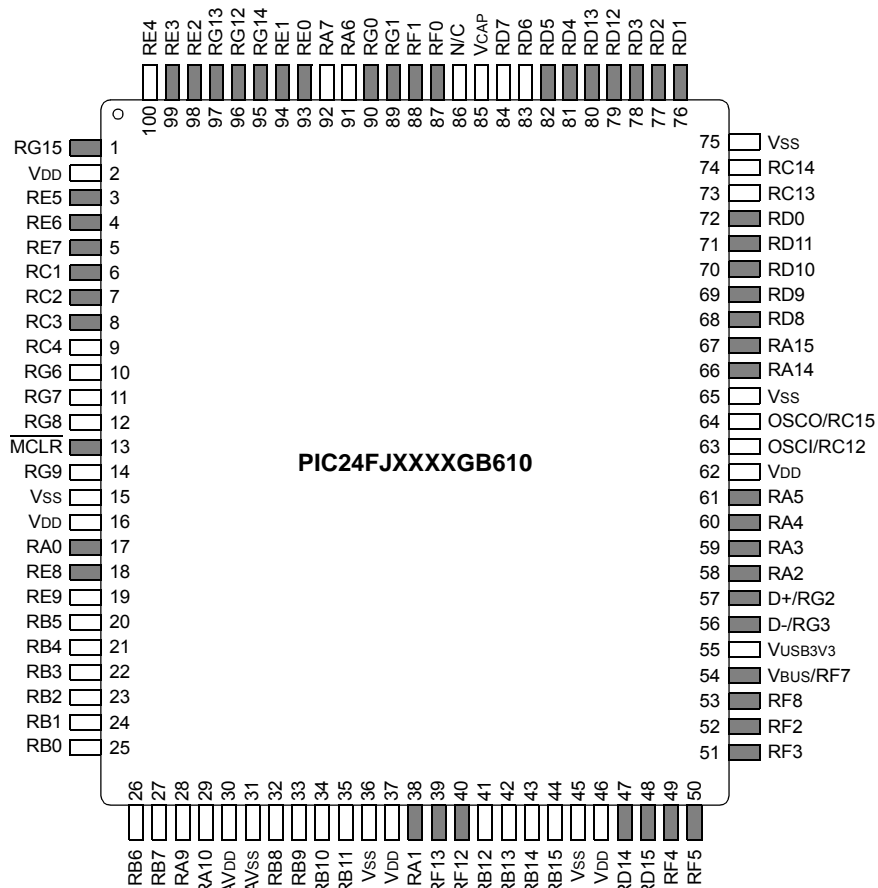 RE4 RE3 RE2 RG13 RG12 RG14 RE1 RE0 RA7 RA6 RG0 RG1 RF1 RF0 N/C VCAP RD7 RD6 RD5 RD4 RD13 RD12 RD3 RD2 RD1
100 99 98 97 96 95 94 93 92 91 90 89 88 87 86 85 84 83 82 81 80 79 78 77 76
RG15 1
VDD 2
RE5 3
RE6 4
RE7 5
RC1 6
RC2 7
RC3 8
RC4 9
RG6 10
RG7 11
RG8 12
MCLR 13
RG9 14
VSS 15
VDD 16
RA0 17
RE8 18
RE9 19
RB5 20
RB4 21
RB3 22
RB2 23
RB1 24
RB0 25
PIC24FJXXXXGB610
75 VSS
74 RC14
73 RC13
72 RD0
71 RD11
70 RD10
69 RD9
68 RD8
67 RA15
66 RA14
65 VSS
64 OSCO/RC15
63 OSCI/RC12
62 VDD
61 RA5
60 RA4
59 RA3
58 RA2
57 D+/RG2
56 D-/RG3
55 VUSB3V3
54 VBUS/RF7
53 RF8
52 RF2
51 RF3
26 27 28 29 30 31 32 33 34 35 36 37 38 39 40 41 42 43 44 45 46 47 48 49 50
RB6 RB7 RA9 RA10 AVDD AVSS RB8 RB9 RB10 RB11 VSS VDD RA1 RF13 RF12 RB12 RB13 RB14 RB15 VSS VDD RD14 RD15 RF4 RF5